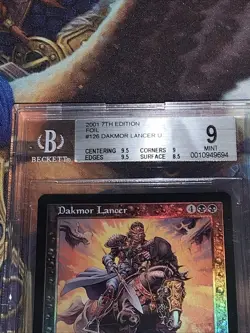 2001 7TH EDITION
FOIL
#126 DAKMOR LANCER U
CENTERING 9.5 CORNERS 9
EDGES 9.5 SURFACE 8.5
9
MINT
0010949694
B
BECKETT
Dakmor Lancer 4